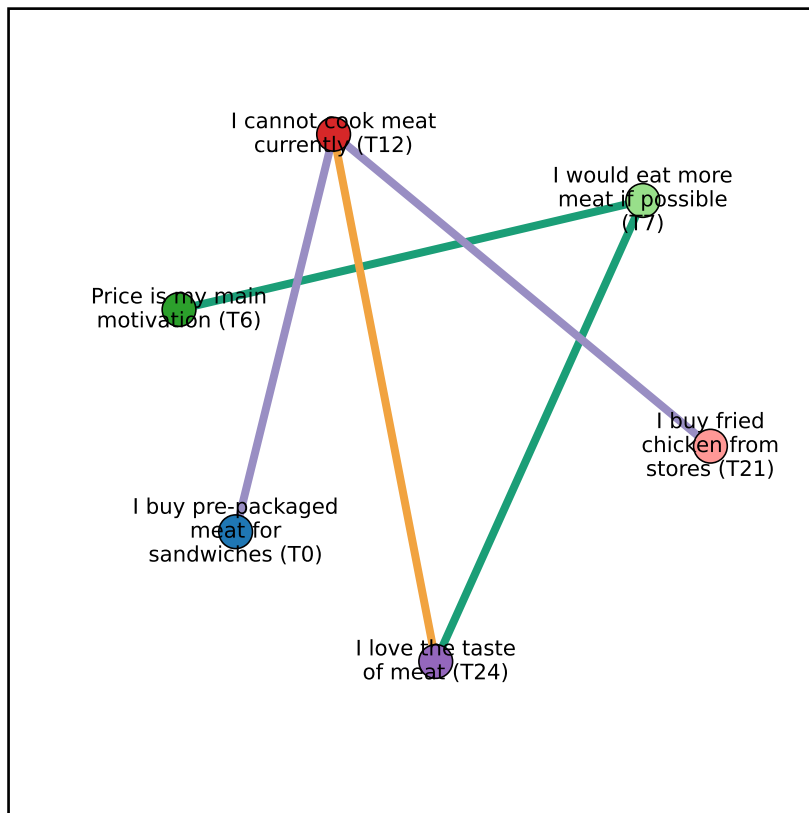 I cannot cook meat
currently (T12)
I would eat more
meat if possible
(T7)
Price is my main
motivation (T6)
I buy fried
chicken from
stores (T21)
I buy pre-packaged
meat for
sandwiches (T0)
I love the taste
of meat (T24)